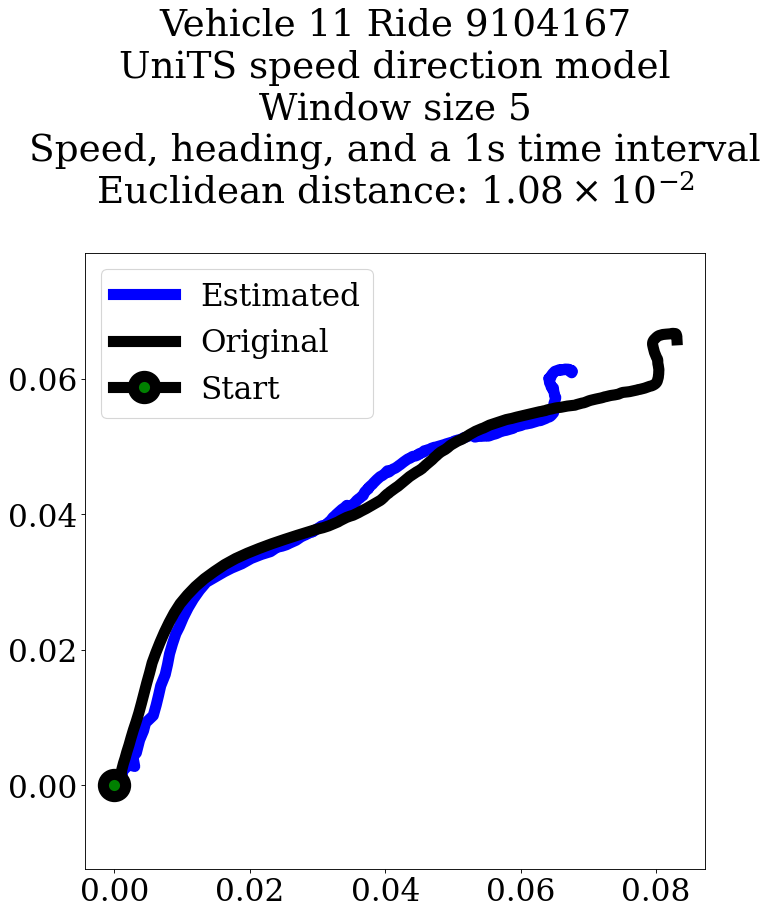 Vehicle 11 Ride 9104167
UniTS speed direction model
Window size 5
Speed, heading, and a 1s time interval
Euclidean distance: 1.08 × 10⁻²
Estimated
Original
Start
0.06
0.04
0.02
0.00
0.00 0.02 0.04 0.06 0.08